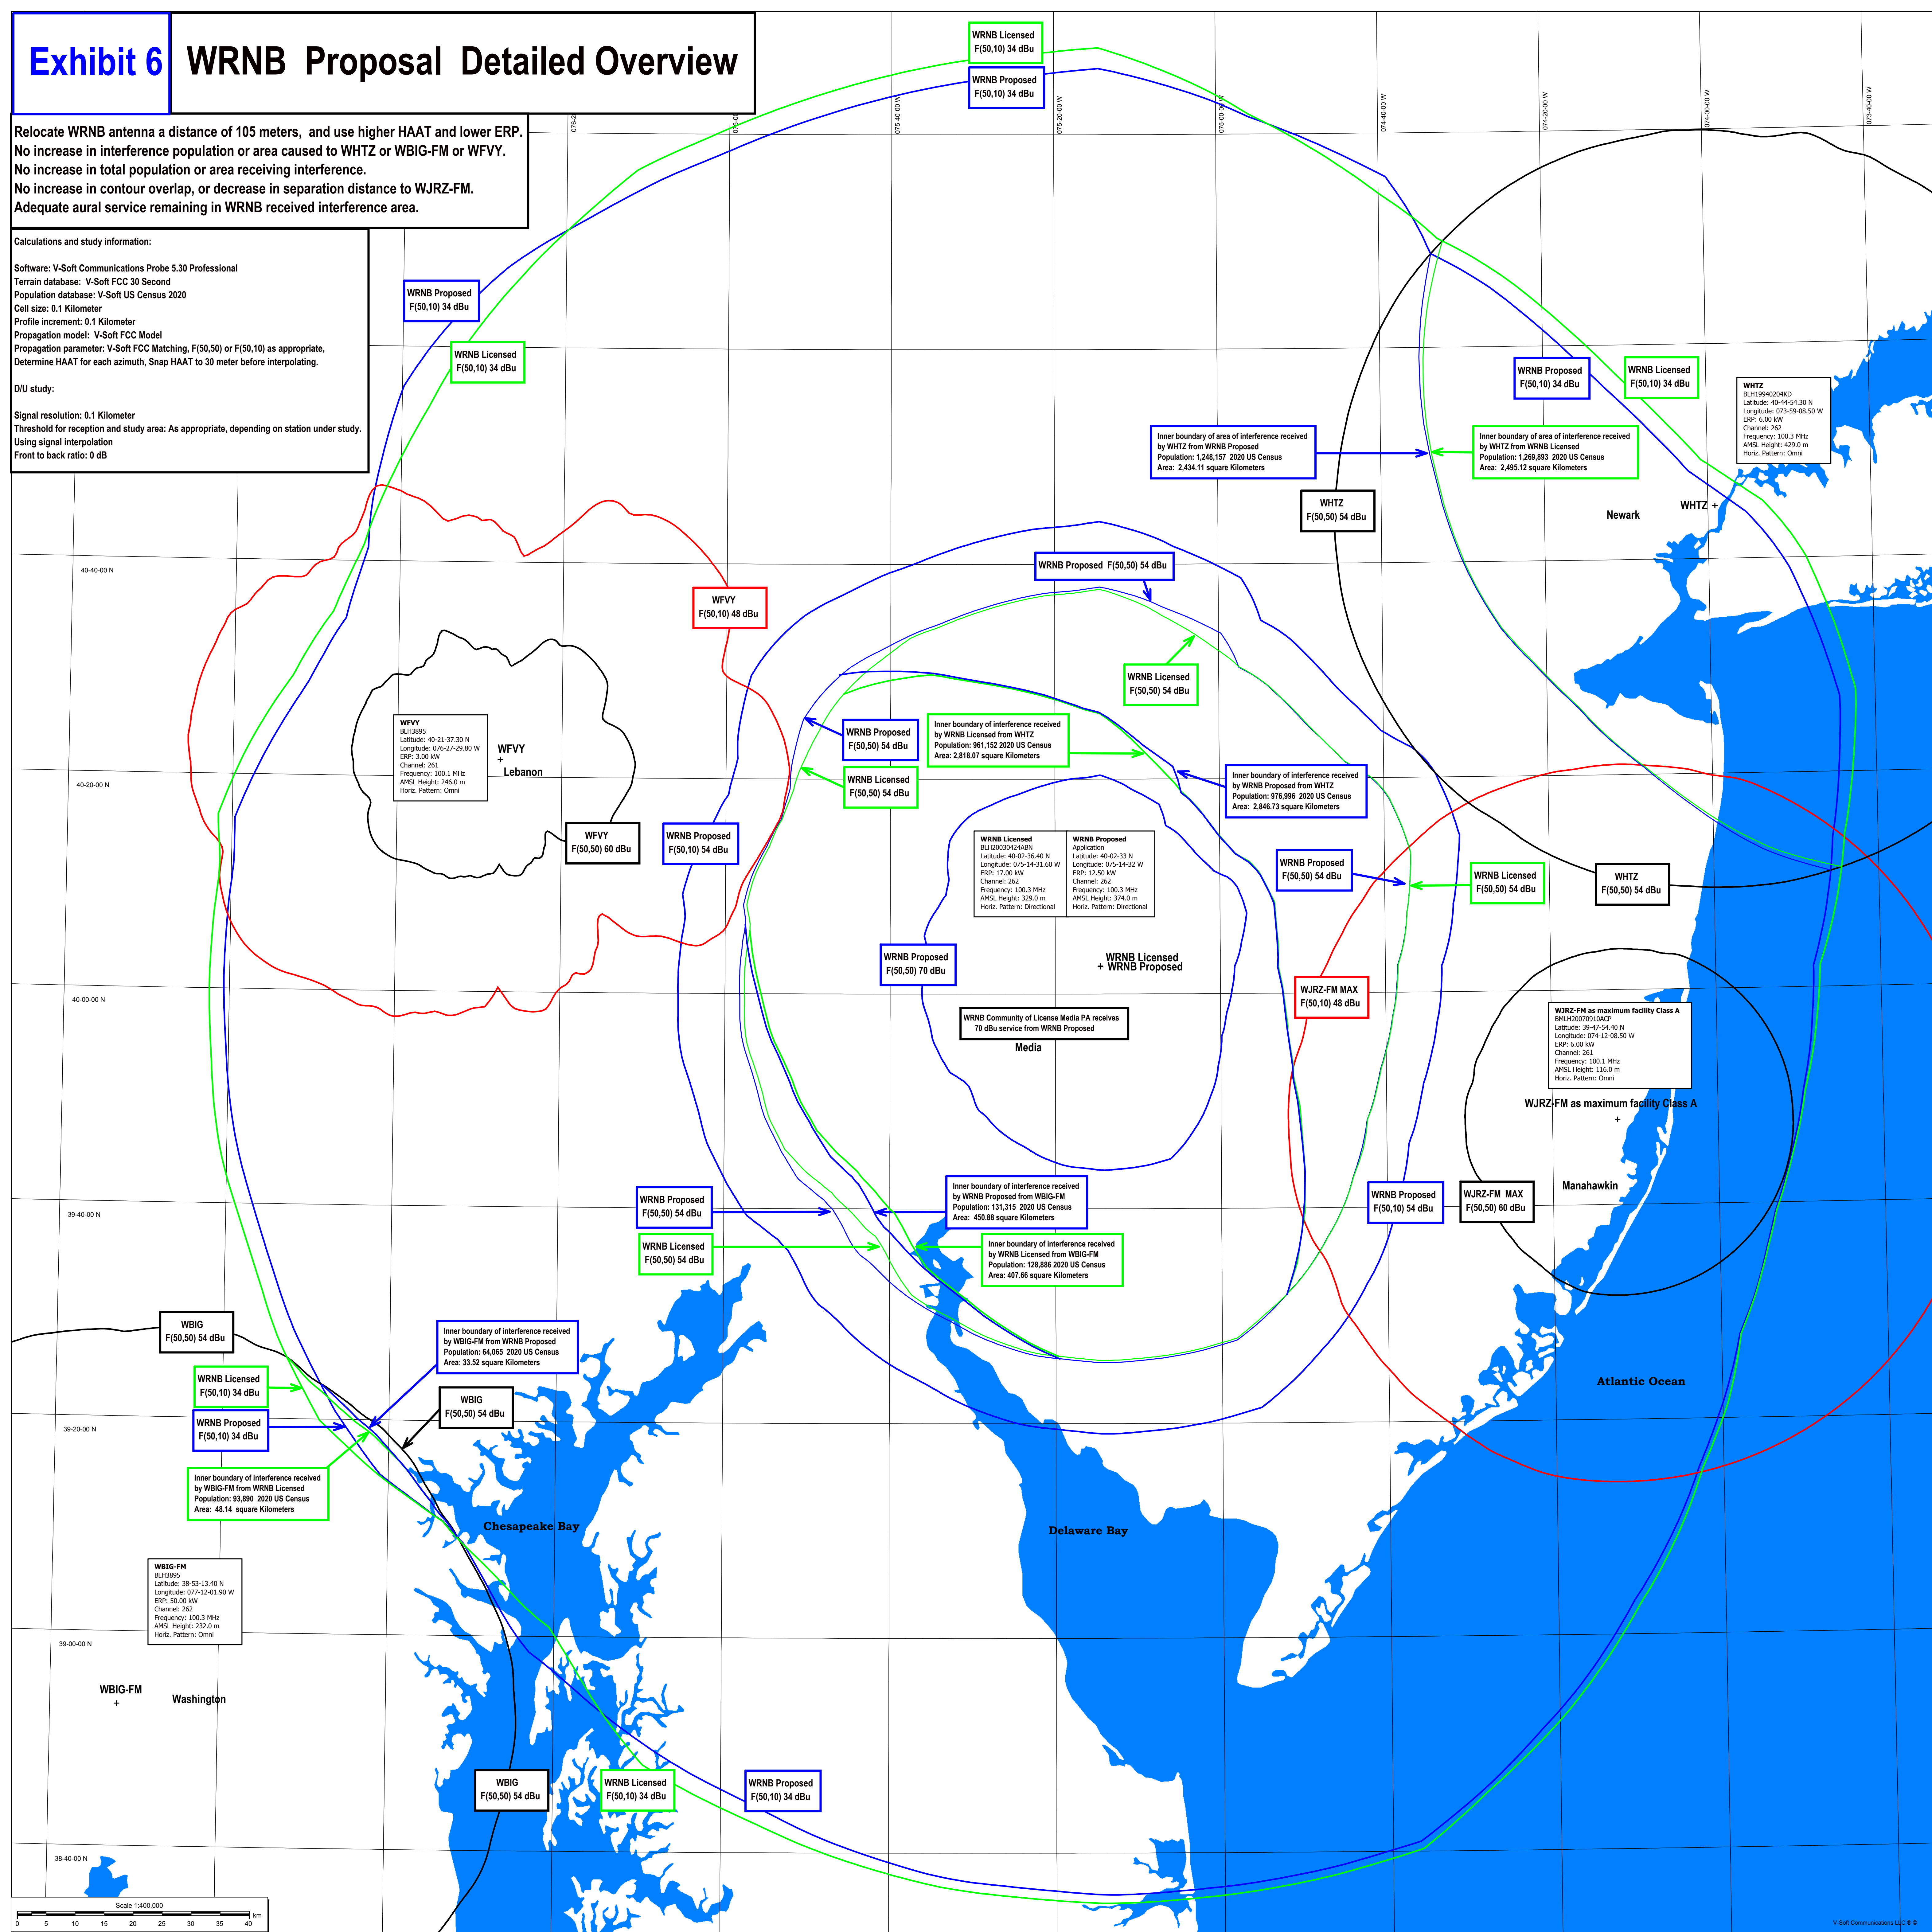 Exhibit 6
WRNB Proposal Detailed Overview
Relocate WRNB antenna a distance of 105 meters, and use higher HAAT and lower ERP.
No increase in interference population or area caused to WHTZ or WBIG-FM or WFVY.
No increase in total population or area receiving interference.
No increase in contour overlap, or decrease in separation distance to WJRZ-FM.
Adequate aural service remaining in WRNB received interference area.
Calculations and study information:
Software: V-Soft Communications Probe 5.30 Professional
Terrain database: V-Soft FCC 30 Second
Population database: V-Soft US Census 2020
Cell size: 0.1 Kilometer
Profile increment: 0.1 Kilometer
Propagation model: V-Soft FCC Model
Propagation parameter: V-Soft FCC Matching, F(50,50) or F(50,10) as appropriate,
Determine HAAT for each azimuth, Snap HAAT to 30 meter before interpolating.
D/U study:
Signal resolution: 0.1 Kilometer
Threshold for reception and study area: As appropriate, depending on station under study.
Using signal interpolation
Front to back ratio: 0 dB
WRNB Licensed
F(50,10) 34 dBu
WRNB Proposed
F(50,10) 34 dBu
075-40-00 W
075-20-00 W
075-00-00 W
074-40-00 W
074-20-00 W
074-00-00 W
073-40-00 W
WRNB Proposed
F(50,10) 34 dBu
WRNB Licensed
F(50,10) 34 dBu
WRNB Proposed
F(50,10) 34 dBu
WRNB Licensed
F(50,10) 34 dBu
WHTZ
BLH19940204KD
Latitude: 40-44-54.30 N
Longitude: 073-59-08.50 W
ERP: 6.00 kW
Channel: 262
Frequency: 100.3 MHz
AMSL Height: 429.0 m
Horiz. Pattern: Omni
Inner boundary of area of interference received
by WHTZ from WRNB Proposed
Population: 1,248,157 2020 US Census
Area: 2,434.11 square Kilometers
Inner boundary of area of interference received
by WHTZ from WRNB Licensed
Population: 1,269,893 2020 US Census
Area: 2,495.12 square Kilometers
WHTZ
F(50,50) 54 dBu
Newark
WHTZ +
40-40-00 N
WRNB Proposed F(50,50) 54 dBu
WFVY
F(50,10) 48 dBu
WRNB Licensed
F(50,50) 54 dBu
WFVY
BLH3895
Latitude: 40-21-37.30 N
Longitude: 076-27-29.80 W
ERP: 3.00 kW
Channel: 261
Frequency: 100.1 MHz
AMSL Height: 246.0 m
Horiz. Pattern: Omni
WFVY
+
Lebanon
WRNB Proposed
F(50,50) 54 dBu
WRNB Licensed
F(50,50) 54 dBu
Inner boundary of interference received
by WRNB Licensed from WHTZ
Population: 961,152 2020 US Census
Area: 2,818.07 square Kilometers
Inner boundary of interference received
by WRNB Proposed from WHTZ
Population: 976,996 2020 US Census
Area: 2,846.73 square Kilometers
40-20-00 N
WFVY
F(50,50) 60 dBu
WRNB Proposed
F(50,10) 54 dBu
WRNB Licensed
BLH20030424ABN
Latitude: 40-02-36.40 N
Longitude: 075-14-31.60 W
ERP: 17.00 kW
Channel: 262
Frequency: 100.3 MHz
AMSL Height: 329.0 m
Horiz. Pattern: Directional
WRNB Proposed
Application
Latitude: 40-02-33 N
Longitude: 075-14-32 W
ERP: 12.50 kW
Channel: 262
Frequency: 100.3 MHz
AMSL Height: 374.0 m
Horiz. Pattern: Directional
WRNB Proposed
F(50,50) 54 dBu
WRNB Licensed
F(50,50) 54 dBu
WHTZ
F(50,50) 54 dBu
WRNB Proposed
F(50,50) 70 dBu
WRNB Licensed
+ WRNB Proposed
WJRZ-FM MAX
F(50,10) 48 dBu
40-00-00 N
WRNB Community of License Media PA receives
70 dBu service from WRNB Proposed
Media
WJRZ-FM as maximum facility Class A
BMLH20070910ACP
Latitude: 39-47-54.40 N
Longitude: 074-12-08.50 W
ERP: 6.00 kW
Channel: 261
Frequency: 100.1 MHz
AMSL Height: 116.0 m
Horiz. Pattern: Omni
WJRZ-FM as maximum facility Class A
+
Manahawkin
WRNB Proposed
F(50,50) 54 dBu
Inner boundary of interference received
by WRNB Proposed from WBIG-FM
Population: 131,315 2020 US Census
Area: 450.88 square Kilometers
WRNB Proposed
F(50,10) 54 dBu
WJRZ-FM MAX
F(50,50) 60 dBu
39-40-00 N
WRNB Licensed
F(50,50) 54 dBu
Inner boundary of interference received
by WRNB Licensed from WBIG-FM
Population: 128,886 2020 US Census
Area: 407.66 square Kilometers
WBIG
F(50,50) 54 dBu
Inner boundary of interference received
by WBIG-FM from WRNB Proposed
Population: 64,065 2020 US Census
Area: 33.52 square Kilometers
WRNB Licensed
F(50,10) 34 dBu
WBIG
F(50,50) 54 dBu
Atlantic Ocean
39-20-00 N
WRNB Proposed
F(50,10) 34 dBu
Inner boundary of interference received
by WBIG-FM from WRNB Licensed
Population: 93,890 2020 US Census
Area: 48.14 square Kilometers
Chesapeake Bay
Delaware Bay
WBIG-FM
BLH3895
Latitude: 38-53-13.40 N
Longitude: 077-12-01.90 W
ERP: 50.00 kW
Channel: 262
Frequency: 100.3 MHz
AMSL Height: 232.0 m
Horiz. Pattern: Omni
39-00-00 N
WBIG-FM
+
Washington
WBIG
F(50,50) 54 dBu
WRNB Licensed
F(50,10) 34 dBu
WRNB Proposed
F(50,10) 34 dBu
38-40-00 N
Scale 1:400,000
0 5 10 15 20 25 30 35 40 km
V-Soft Communications LLC ® ©